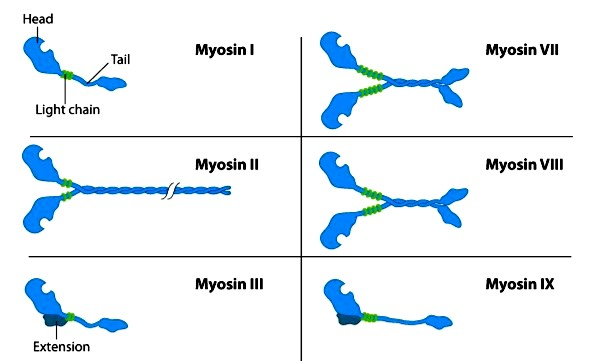 Head
Myosin I
Tail
Light chain
Myosin VII
Myosin II
Myosin VIII
Myosin III
Extension
Myosin IX